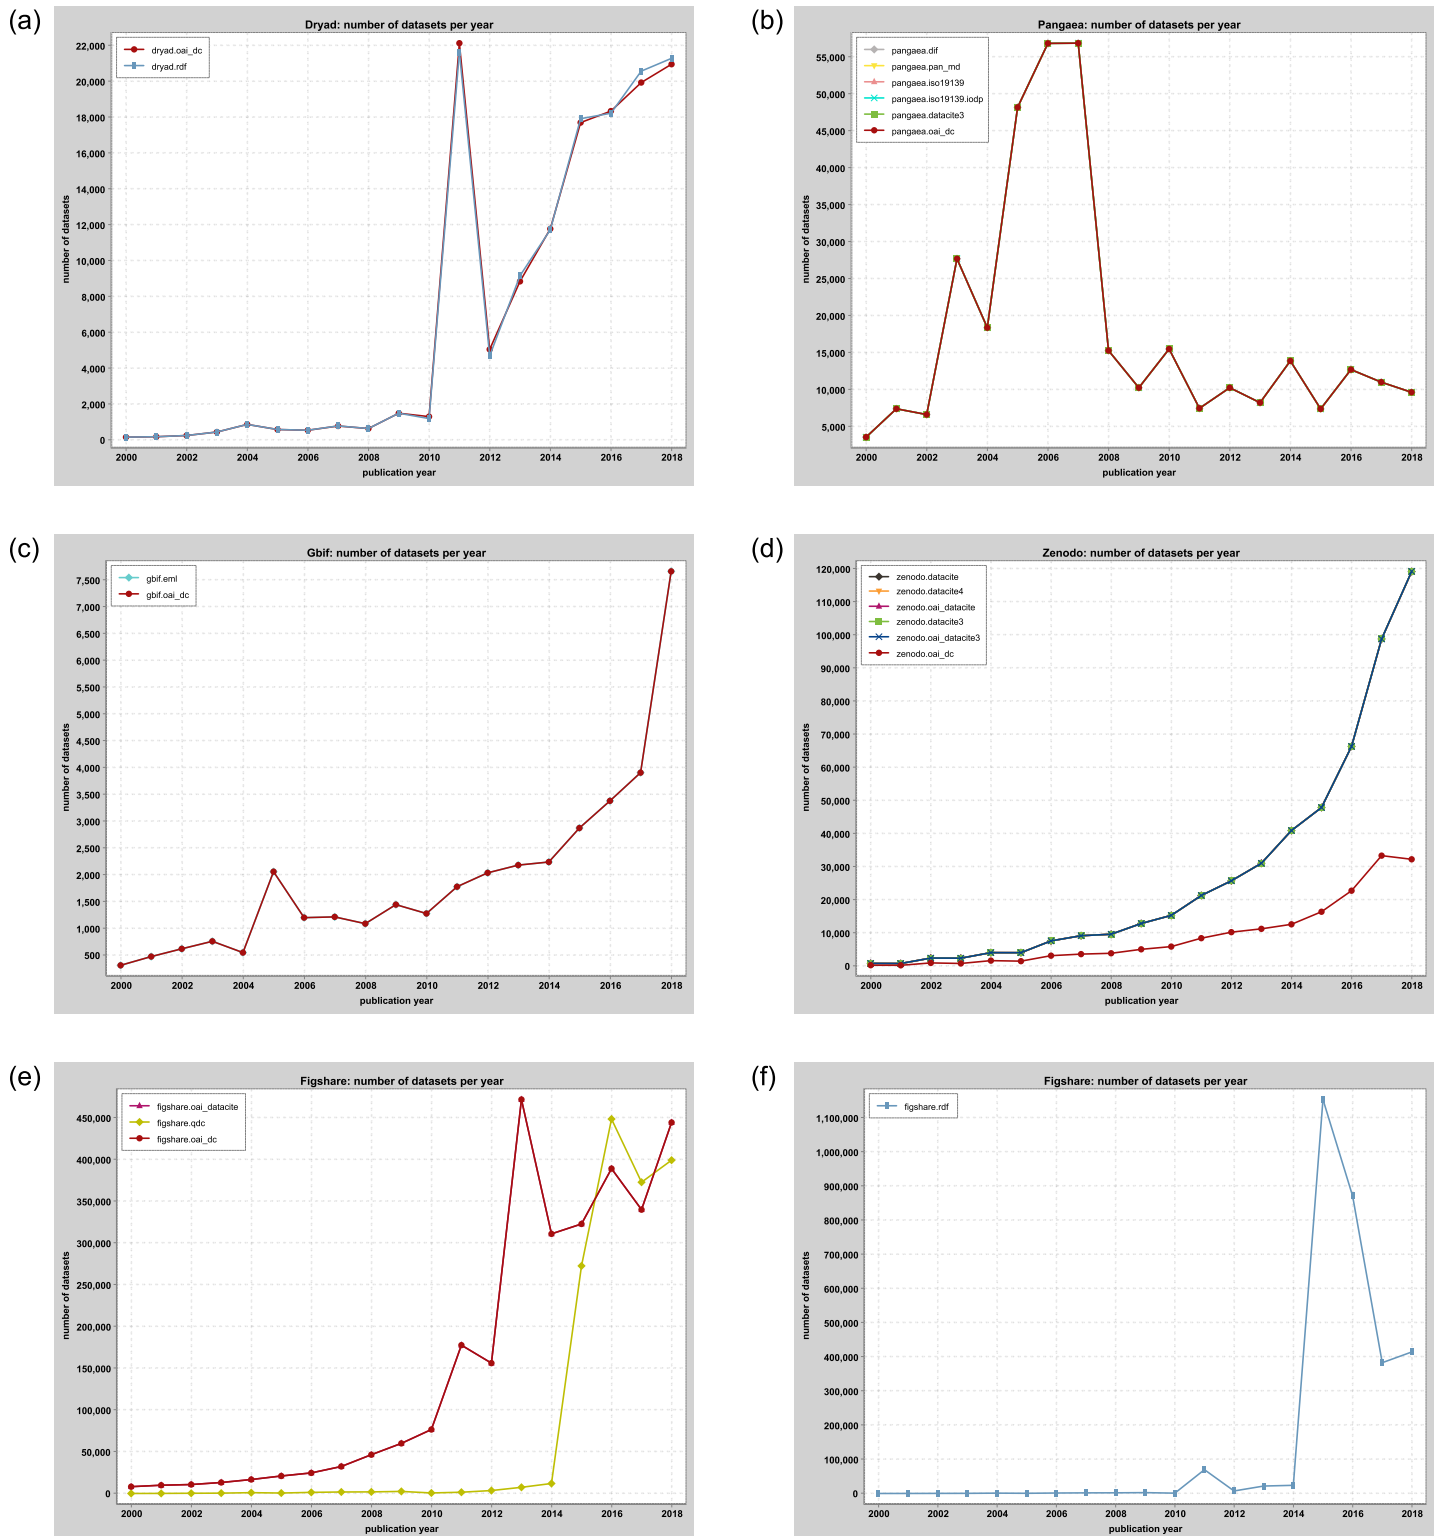 (a)
Dryad: number of datasets per year
dryad.oai_dc
dryad.rdf
22,000
20,000
18,000
16,000
14,000
12,000
10,000
8,000
6,000
4,000
2,000
0
number of datasets
2000 2002 2004 2006 2008 2010 2012 2014 2016 2018
publication year
(b)
Pangaea: number of datasets per year
pangaea.dif
pangaea.pan_md
pangaea.iso19139
pangaea.iso19139.iodp
pangaea.datacite3
pangaea.oai_dc
55,000
50,000
45,000
40,000
35,000
30,000
25,000
20,000
15,000
10,000
5,000
number of datasets
2000 2002 2004 2006 2008 2010 2012 2014 2016 2018
publication year
(c)
Gbif: number of datasets per year
gbif.eml
gbif.oai_dc
7,500
7,000
6,500
6,000
5,500
5,000
4,500
4,000
3,500
3,000
2,500
2,000
1,500
1,000
500
number of datasets
2000 2002 2004 2006 2008 2010 2012 2014 2016 2018
publication year
(d)
Zenodo: number of datasets per year
zenodo.datacite
zenodo.datacite4
zenodo.oai_datacite
zenodo.datacite3
zenodo.oai_datacite3
zenodo.oai_dc
120,000
110,000
100,000
90,000
80,000
70,000
60,000
50,000
40,000
30,000
20,000
10,000
0
number of datasets
2000 2002 2004 2006 2008 2010 2012 2014 2016 2018
publication year
(e)
Figshare: number of datasets per year
figshare.oai_datacite
figshare.qdc
figshare.oai_dc
450,000
400,000
350,000
300,000
250,000
200,000
150,000
100,000
50,000
0
number of datasets
2000 2002 2004 2006 2008 2010 2012 2014 2016 2018
publication year
(f)
Figshare: number of datasets per year
figshare.rdf
1,100,000
1,000,000
900,000
800,000
700,000
600,000
500,000
400,000
300,000
200,000
100,000
0
number of datasets
2000 2002 2004 2006 2008 2010 2012 2014 2016 2018
publication year